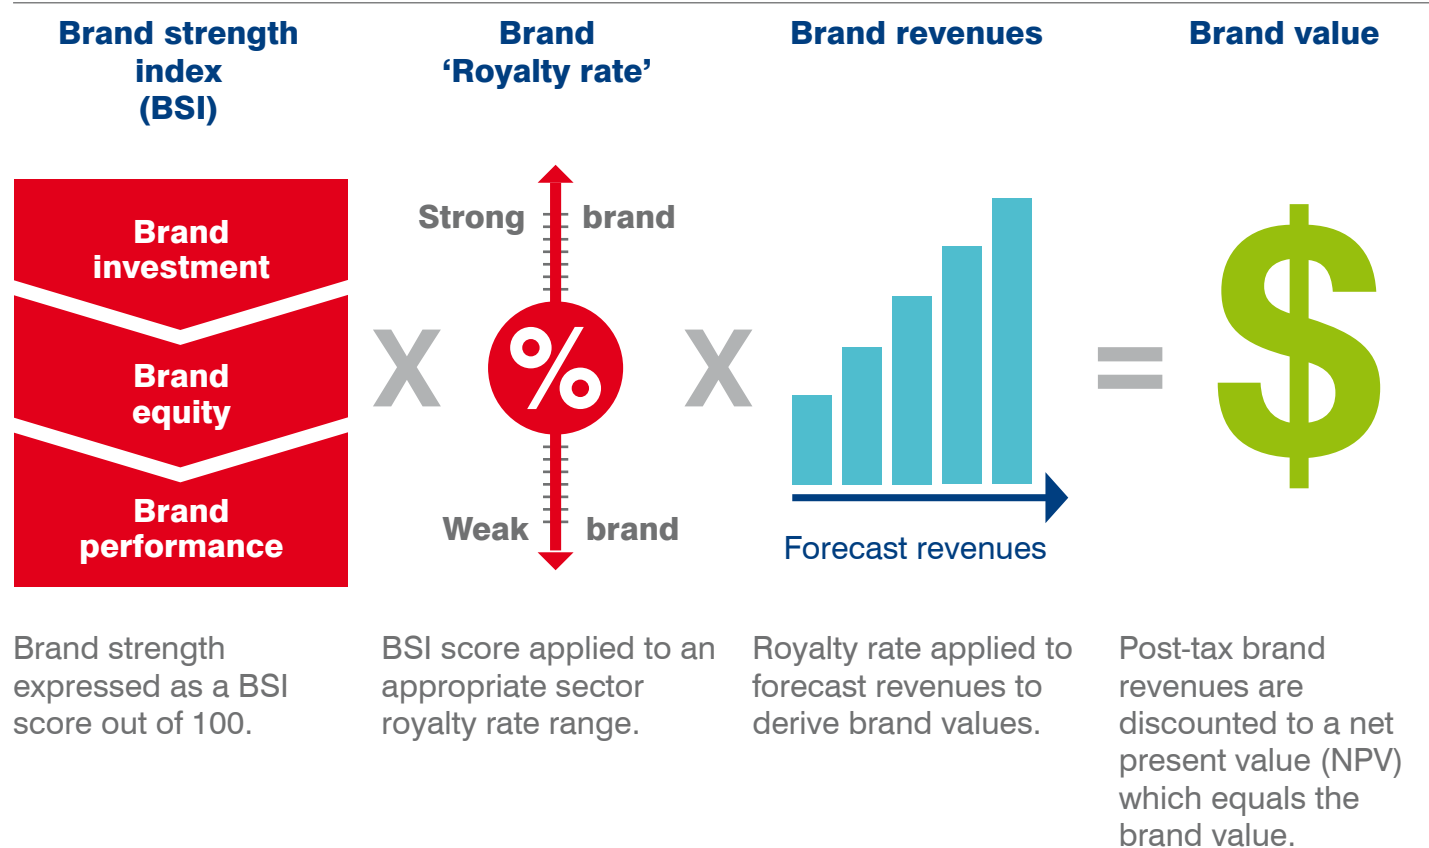 Brand strength
index
(BSI)
Brand
‘Royalty rate’
Brand revenues
Brand value
Brand
investment
Brand
equity
Brand
performance
X
Strong brand
%
Weak brand
X
Forecast revenues
=
$
Brand strength
expressed as a BSI
score out of 100.
BSI score applied to an
appropriate sector
royalty rate range.
Royalty rate applied to
forecast revenues to
derive brand values.
Post-tax brand
revenues are
discounted to a net
present value (NPV)
which equals the
brand value.